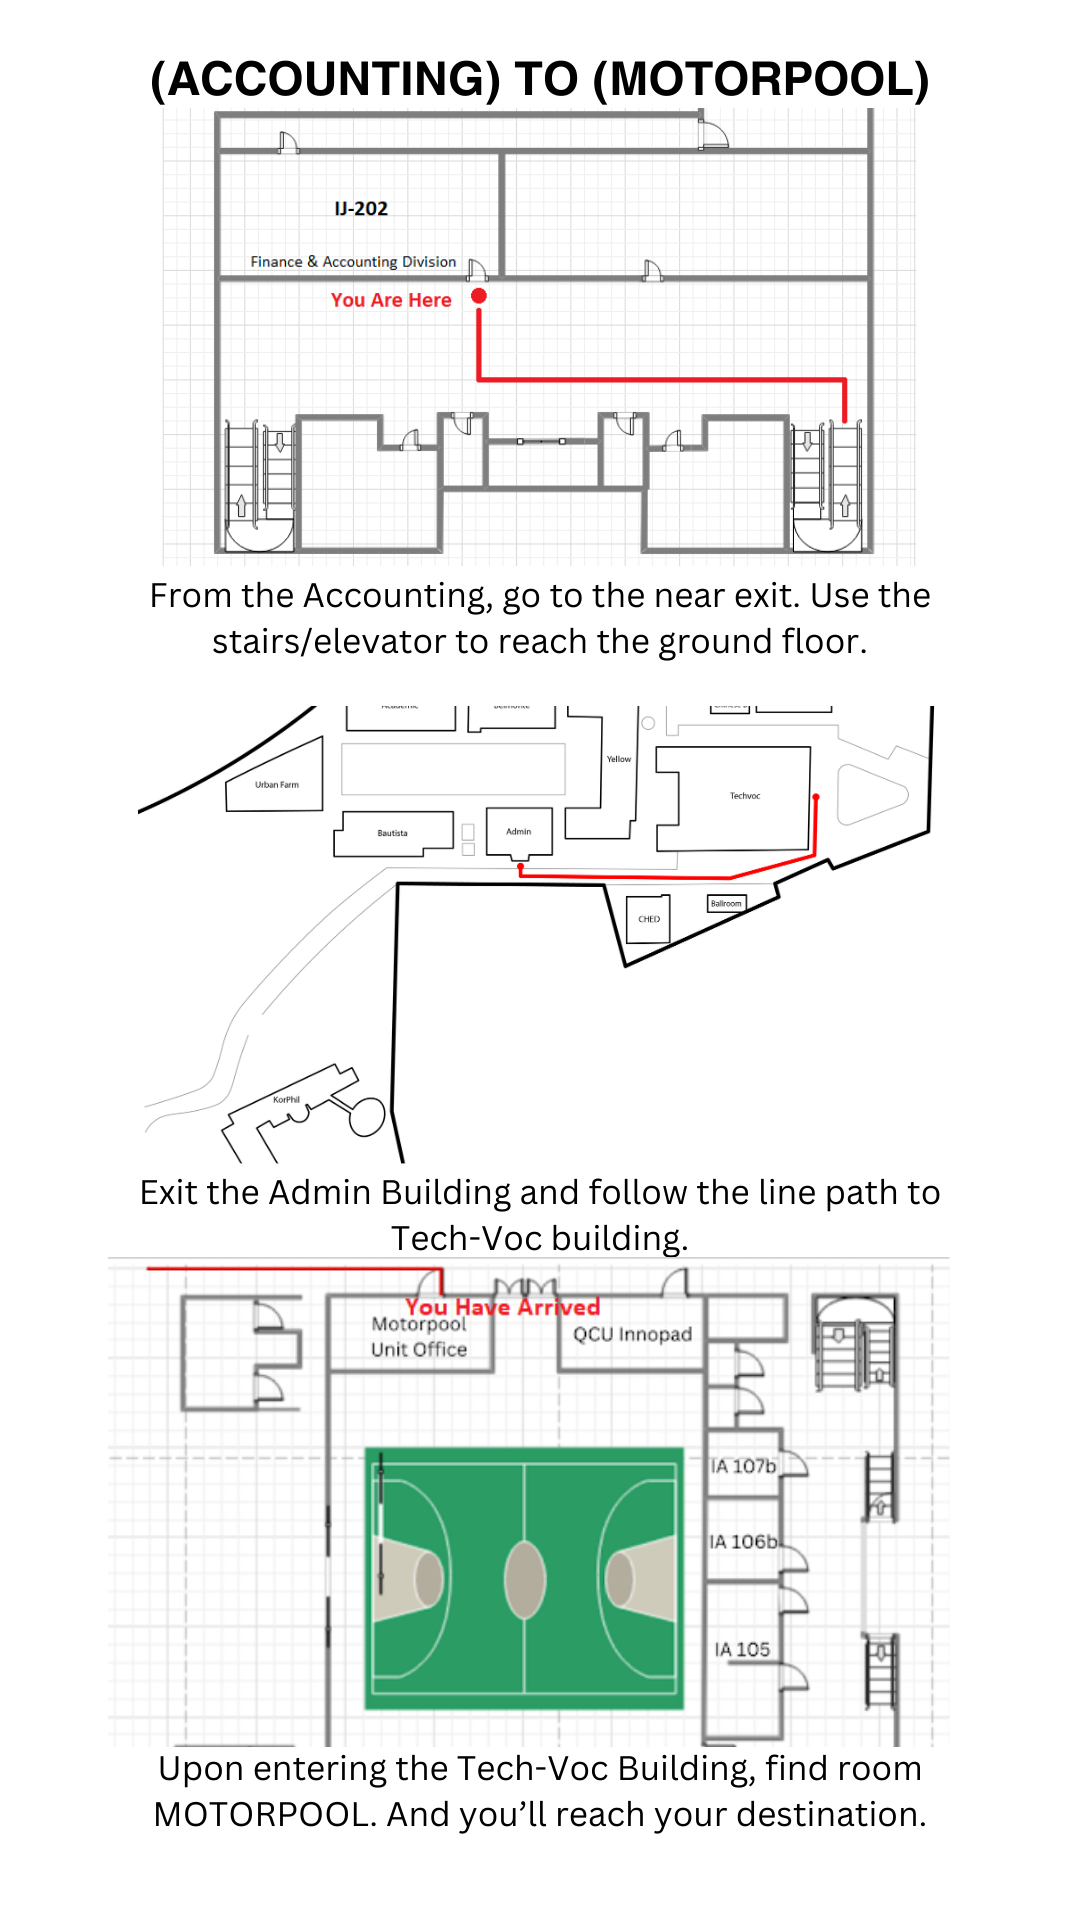 (ACCOUNTING) TO (MOTORPOOL)
IJ-202
Finance & Accounting Division
You Are Here
From the Accounting, go to the near exit. Use the
stairs/elevator to reach the ground floor.
Yellow
Urban Farm
Techvoc
Bautista
Admin
Ballroom
CHED
KorPhil
Exit the Admin Building and follow the line path to
Tech-Voc building.
You Have Arrived
Motorpool
Unit Office
QCU Innopad
IA 107b
IA 106b
IA 105
Upon entering the Tech-Voc Building, find room
MOTORPOOL. And you’ll reach your destination.